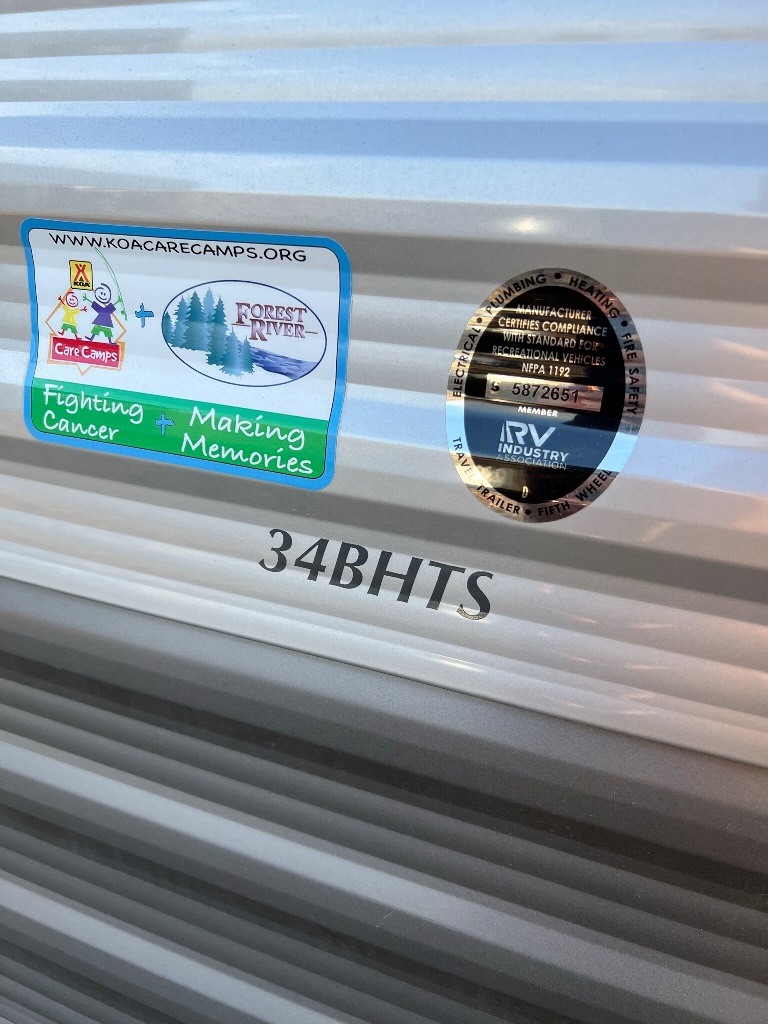 WWW.KOACARECAMPS.ORG
KOA
Care Camps
+
FOREST
RIVER
Fighting
Cancer
+
Making
Memories
ELECTRICAL • PLUMBING • HEATING • FIRE SAFETY
MANUFACTURER
CERTIFIES COMPLIANCE
WITH STANDARD FOR
RECREATIONAL VEHICLES
NFPA 1192
S 5872651
MEMBER
RV
INDUSTRY
ASSOCIATION
D
TRAVEL TRAILER • FIFTH WHEEL
34BHTS